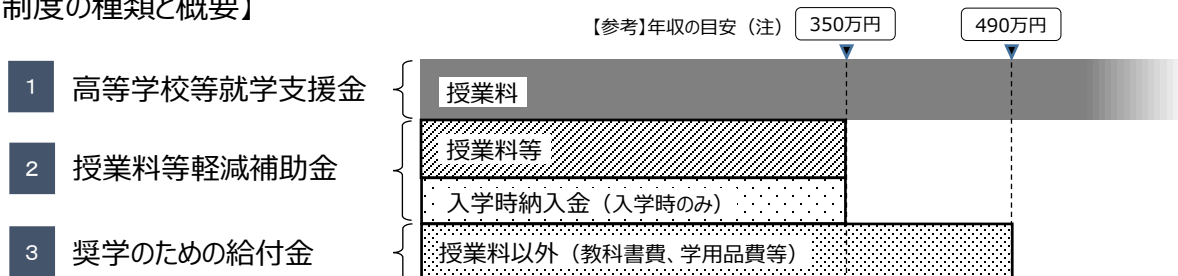 制度の種類と概要】
【参考】年収の目安（注） 350万円 490万円
1 高等学校等就学支援金 授業料
2 授業料等軽減補助金 授業料等
入学時納入金（入学時のみ）
3 奨学のための給付金 授業料以外（教科書費、学用品費等）